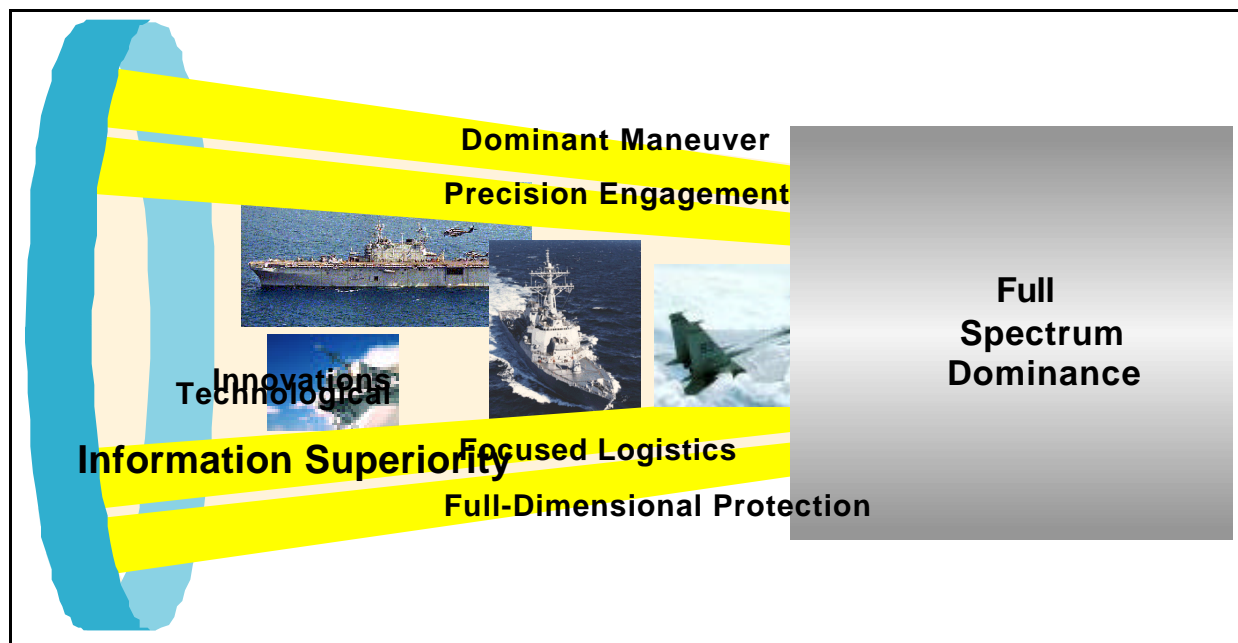 Dominant Maneuver
Precision Engagement
Full
Spectrum
Dominance
Innovations
Technological
Information Superiority
Focused Logistics
Full-Dimensional Protection